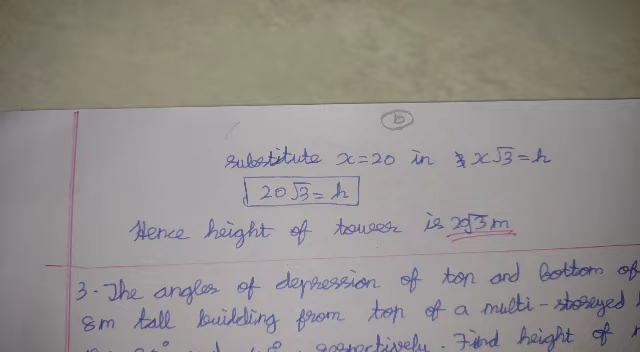 b
substitute x=20 in x√3=h
20√3=h
Hence height of tower is 20√3m
3. The angles of depression of top and bottom of
8m tall building from top of a multi-storeyed
respectively. Find height of